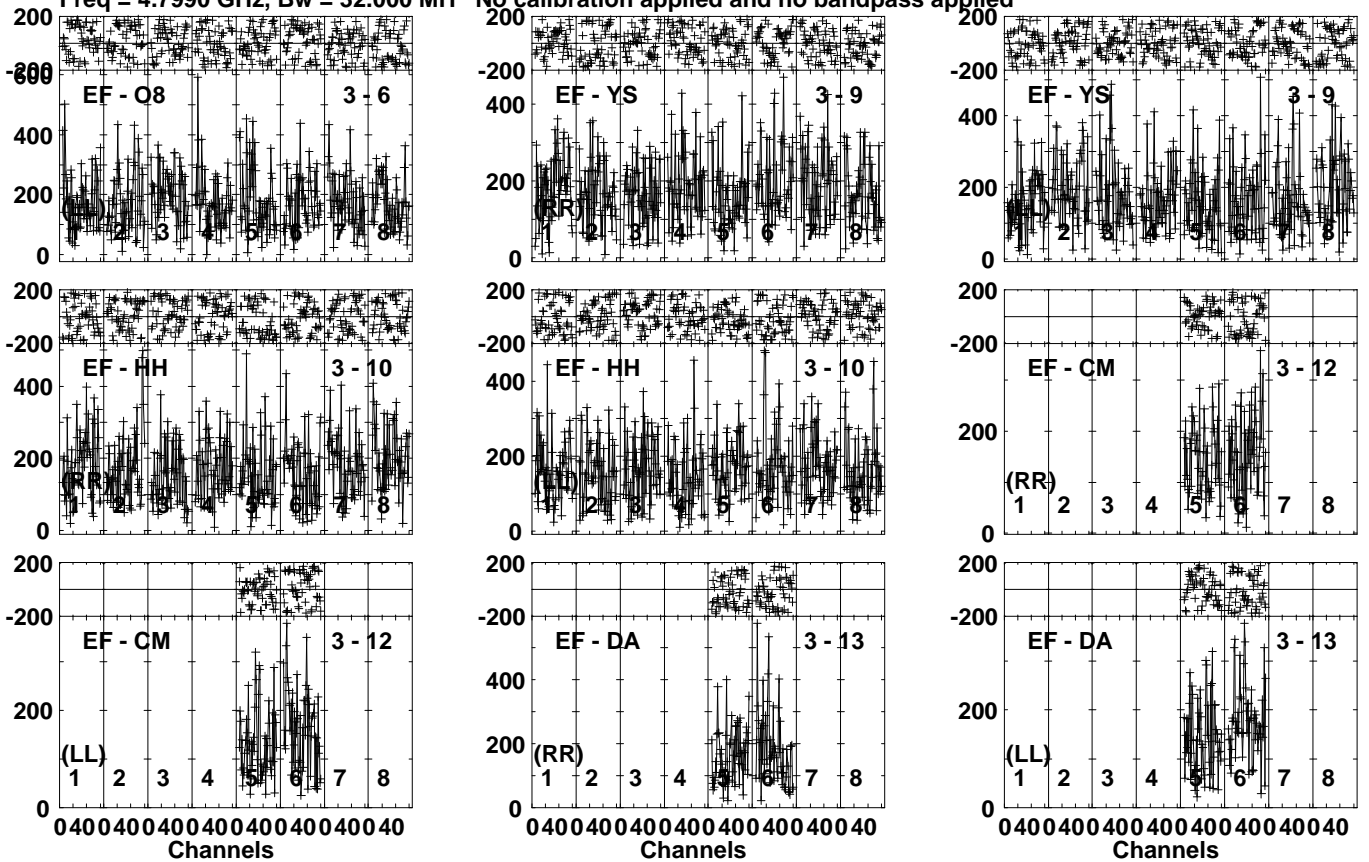 Freq = 4.7990 GHz, Bw = 32.000 MH No calibration applied and no bandpass applied
200 200 200
-200 -200 -200
600
EF - O8 3 - 6 EF - YS 3 - 9 EF - YS 3 - 9
400 400 400
200 200 200
(LL) (RR) (LL)
1 2 3 4 5 6 7 8 1 2 3 4 5 6 7 8 1 2 3 4 5 6 7 8
0 0 0
200 200 200
-200 -200 -200
EF - HH 3 - 10 EF - HH 3 - 10 EF - CM 3 - 12
400 400
200 200 200
(RR) (LL) (RR)
1 2 3 4 5 6 7 8 1 2 3 4 5 6 7 8 1 2 3 4 5 6 7 8
0 0 0
200 200 200
-200 -200 -200
EF - CM 3 - 12 EF - DA 3 - 13 EF - DA 3 - 13
400
200 200 200
(LL) (RR) (LL)
1 2 3 4 5 6 7 8 1 2 3 4 5 6 7 8 1 2 3 4 5 6 7 8
0 0 0
0 40 0 40 0 40 0 40 0 40 0 40 0 40 0 40 0 40 0 40 0 40 0 40 0 40 0 40 0 40 0 40 0 40 0 40 0 40 0 40 0 40 0 40 0 40 0 40
Channels Channels Channels